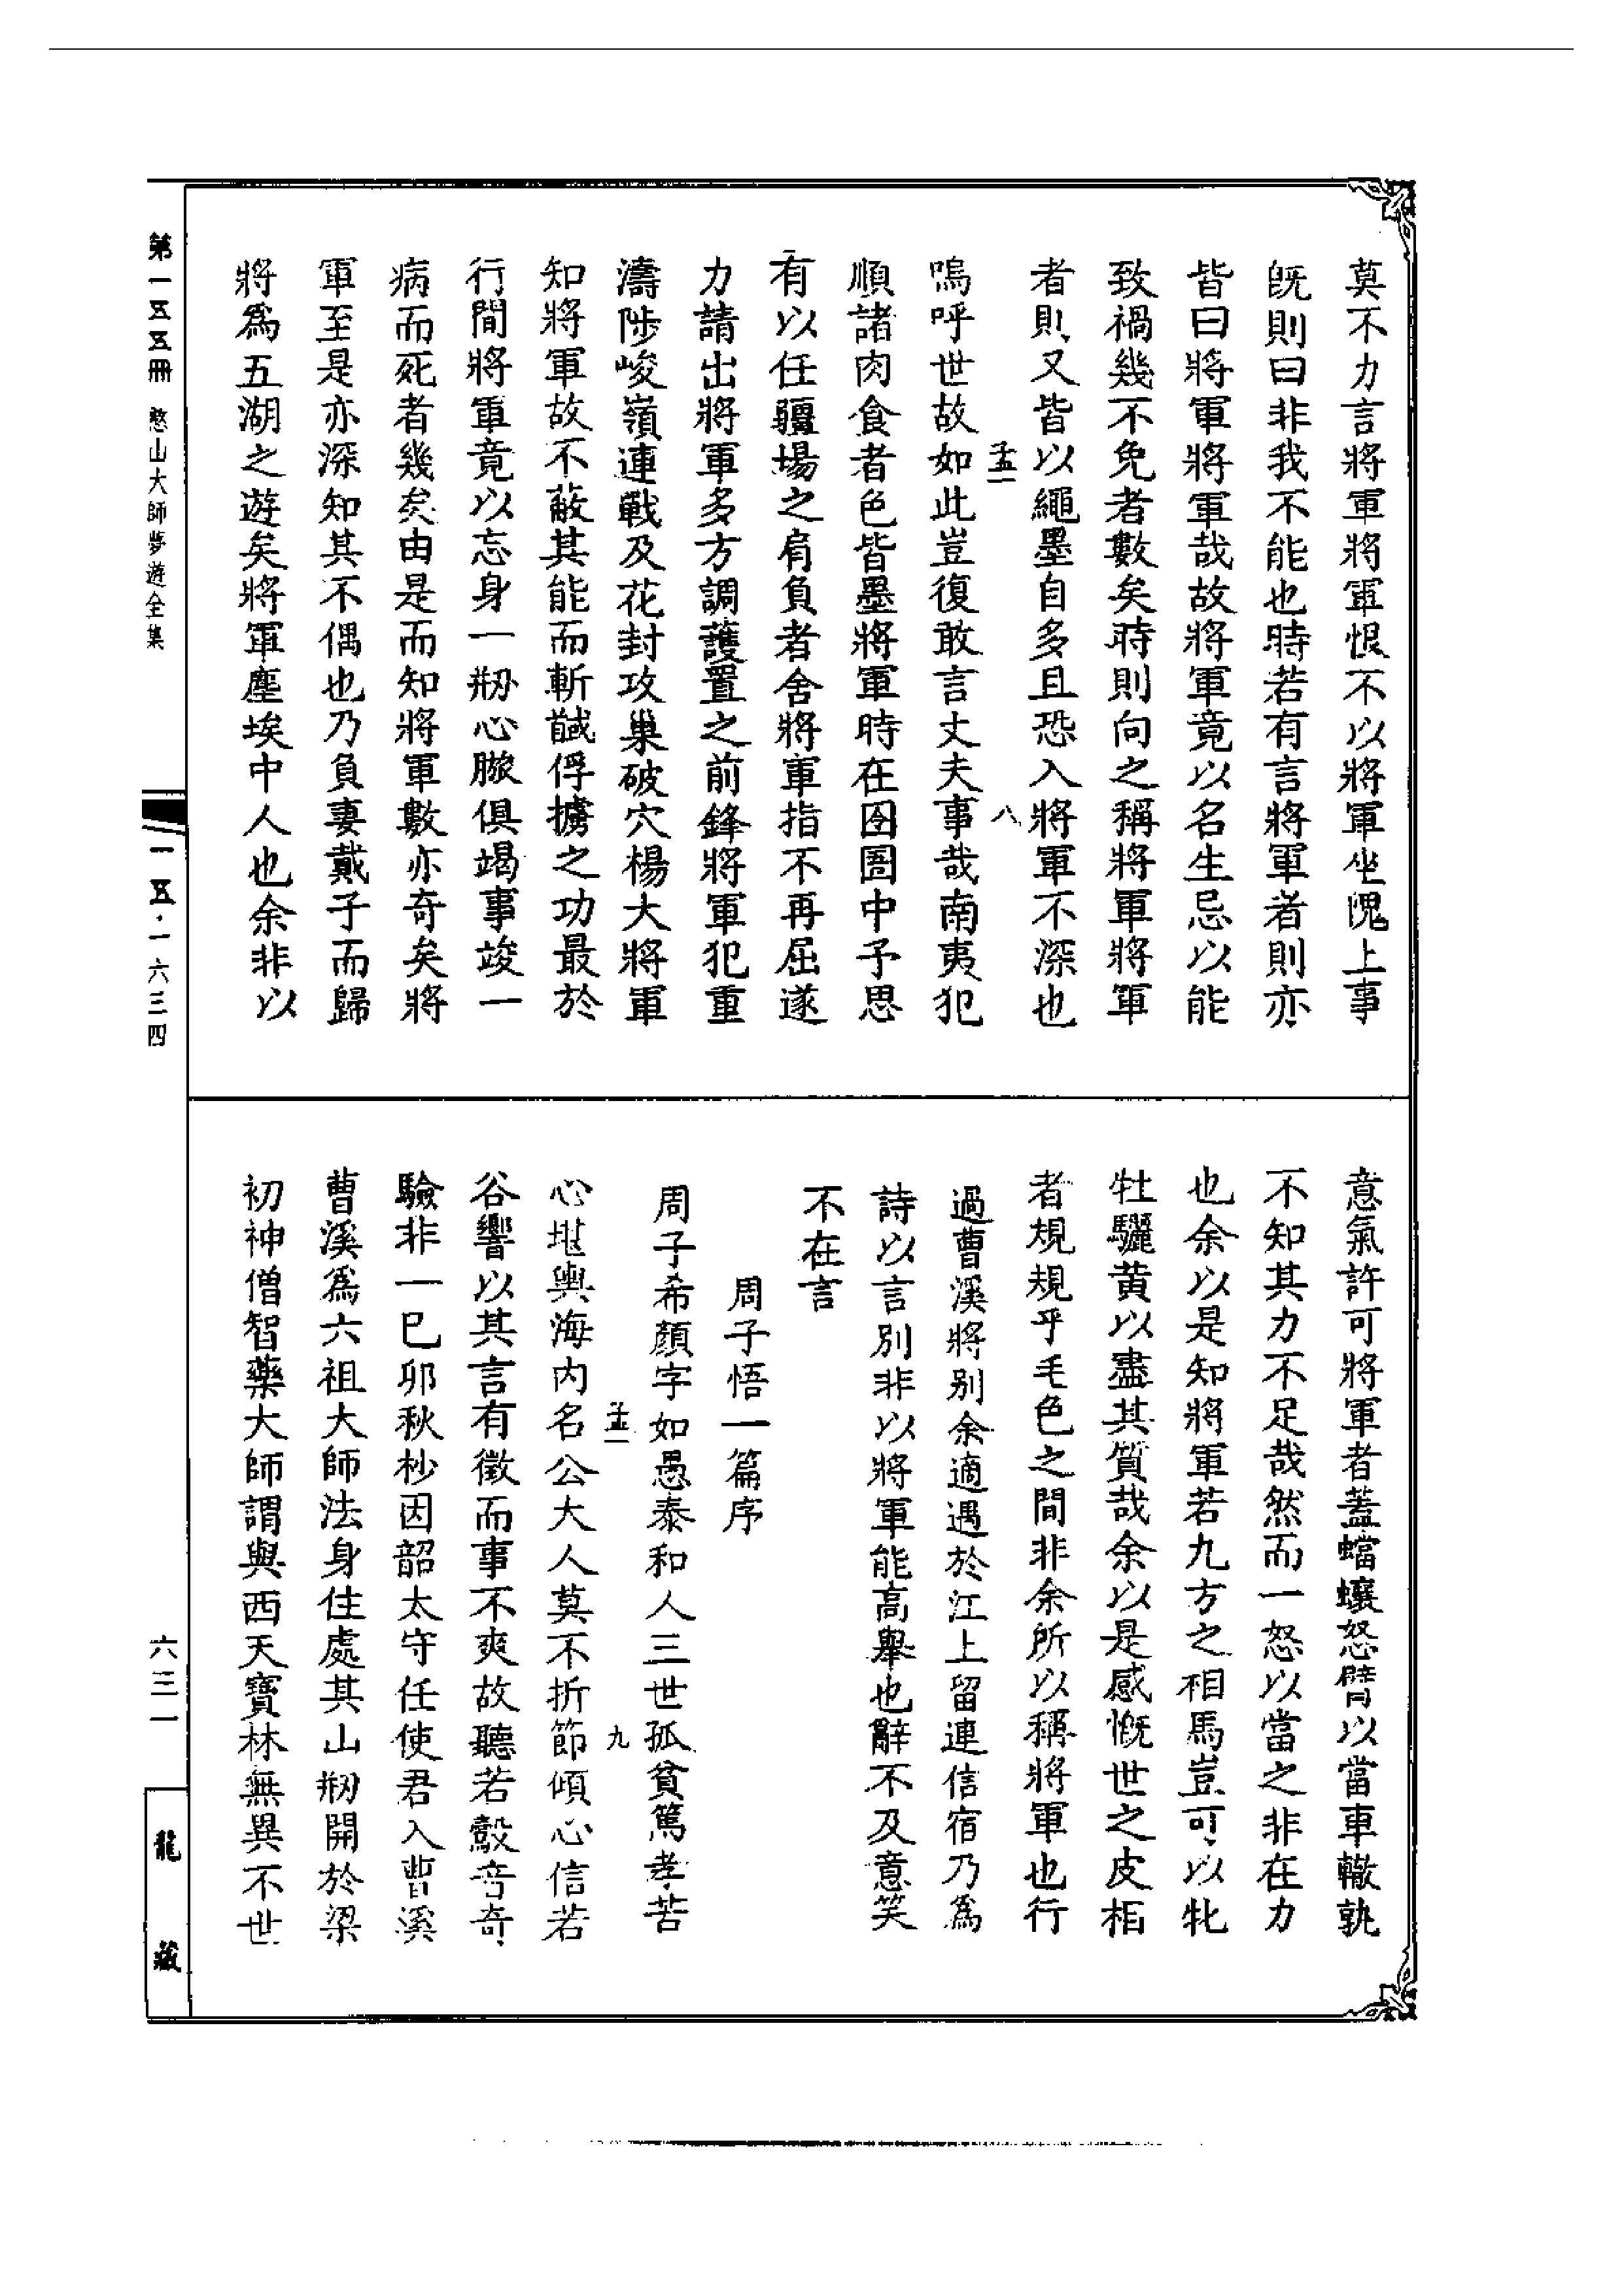 莫不力言將軍將軍恨不以將軍坐愧上事
既則曰非我不能也時若有言將軍者則亦
皆曰將軍將軍哉故將軍竟以名生忌以能
致禍幾不免者數矣時則向之稱將軍將軍
者則又皆以繩墨自多且恐入將軍不深也
孟一 八
嗚呼世故如此豈復敢言丈夫事哉南夷犯
順諸肉食者色皆墨將軍時在囹圄中予思
有以任疆場之肩負者舍將軍指不再屈遂
力請出將軍多方調護置之前鋒將軍犯重
濤陟峻嶺連戰及花封攻巢破穴楊大將軍
知將軍故不蔽其能而斬馘俘擄之功最於
行間將軍竟以忘身一剏心脹俱竭事竣一
病而死者幾矣由是而知將軍數亦奇矣將
軍至是亦深知其不偶也乃負妻戴子而歸
將爲五湖之遊矣將軍塵埃中人也余非以
意氣許可將軍者蓋蟷蠰怒臂以當車轍孰
不知其力不足哉然而一怒以當之非在力
也余以是知將軍若九方之相馬豈可以牝
牡驪黄以盡其質哉余以是感慨世之皮相
者規規乎毛色之間非余所以稱將軍也行
過曹溪將别余適遇於江上留連信宿乃爲
詩以言別非以將軍能高舉也辭不及意笑
不在言
周子悟一篇序
周子希顏字如愚泰和人三世孤貧篤孝苦
孟一 九
心堪輿海内名公大人莫不折節傾心信若
谷響以其言有徵而事不爽故聽若鷇音奇
驗非一巳卯秋杪因韶太守任使君入曹溪
曹溪爲六祖大師法身住處其山剏開於梁
初神僧智藥大師謂與西天寶林無異不世
第一五五冊 憨山大師夢遊全集
一五五·一六三四
六三一
龍藏